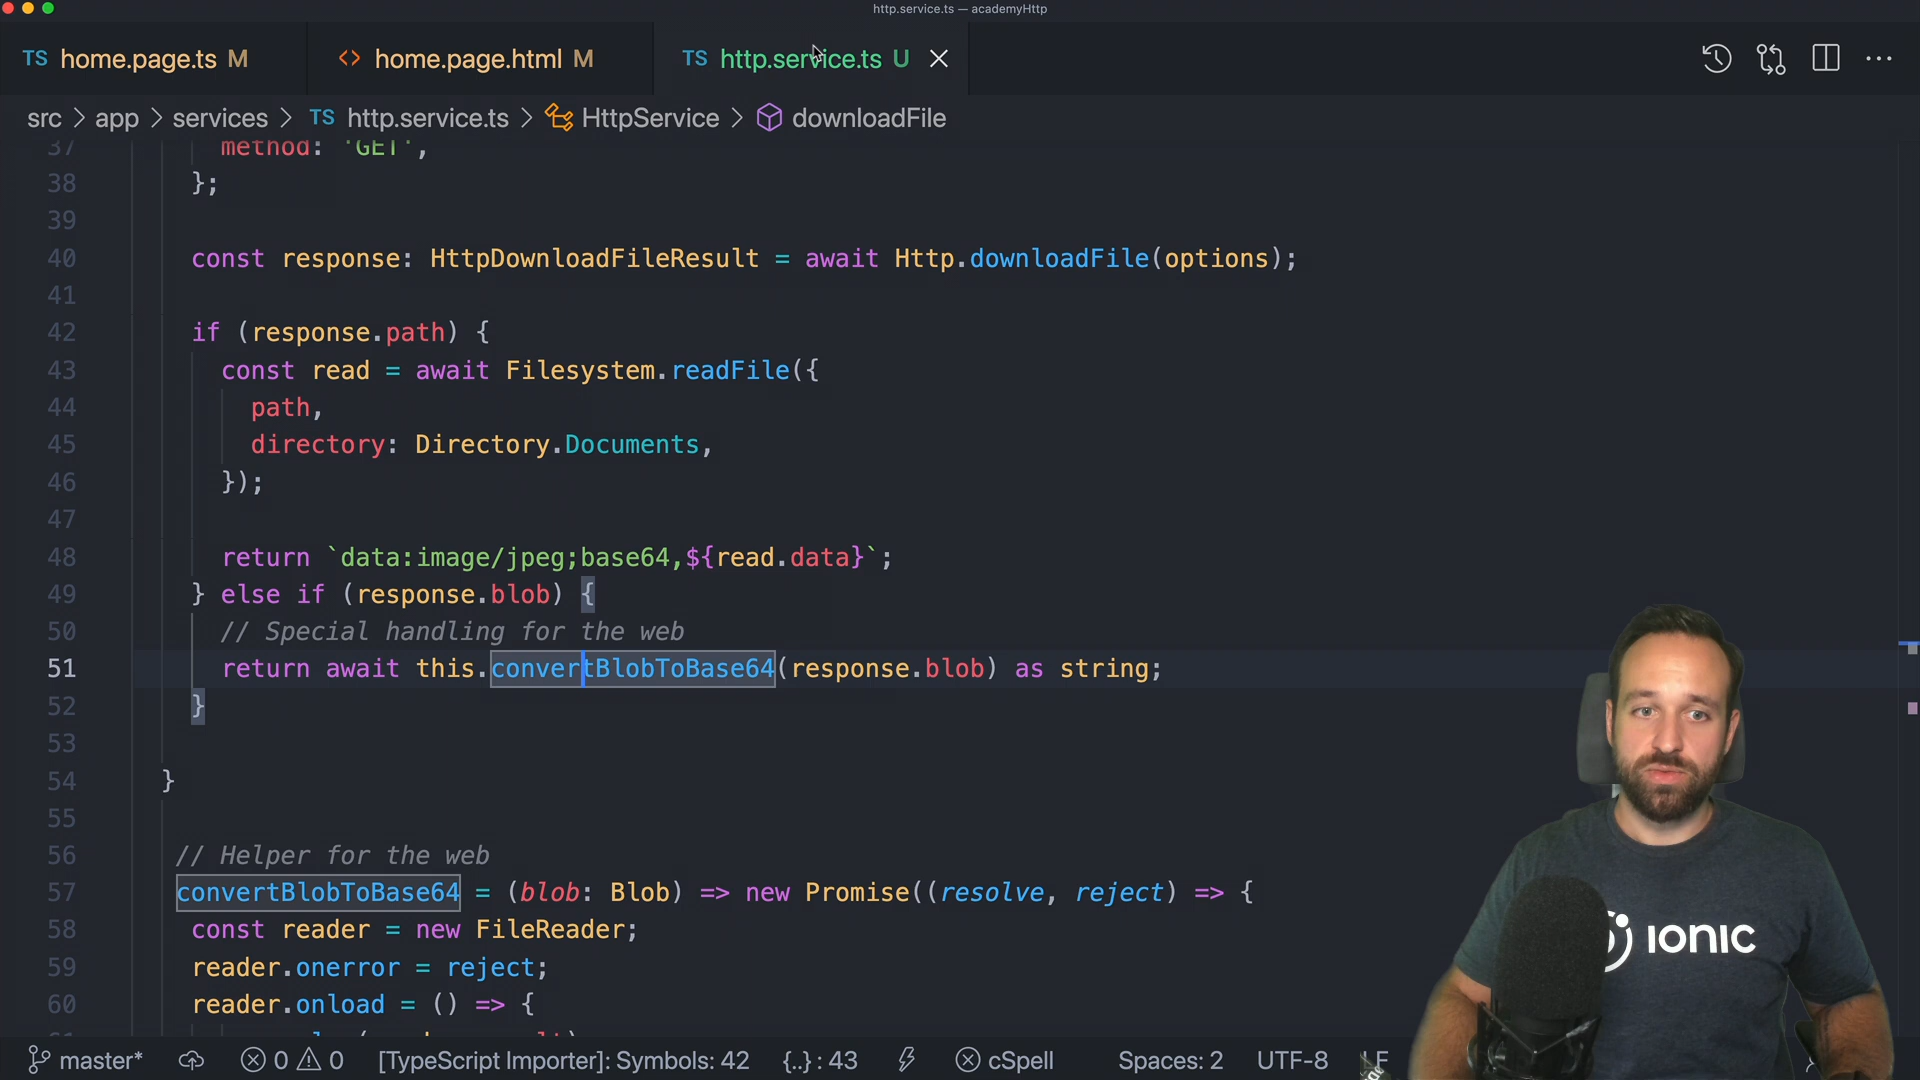 http.service.ts — academyHttp
TS home.page.ts M
<> home.page.html M
TS http.service.ts U
src > app > services > TS http.service.ts > HttpService > downloadFile
37 method: 'GET',
38 };
39
40 const response: HttpDownloadFileResult = await Http.downloadFile(options);
41
42 if (response.path) {
43 const read = await Filesystem.readFile({
44 path,
45 directory: Directory.Documents,
46 });
47
48 return `data:image/jpeg;base64,${read.data}`;
49 } else if (response.blob) {
50 // Special handling for the web
51 return await this.convertBlobToBase64(response.blob) as string;
52 }
53
54 }
55
56 // Helper for the web
57 convertBlobToBase64 = (blob: Blob) => new Promise((resolve, reject) => {
58 const reader = new FileReader;
59 reader.onerror = reject;
60 reader.onload = () => {
IONIC
master* 0 0 [TypeScript Importer]: Symbols: 42 {..} : 43 cSpell Spaces: 2 UTF-8 LF